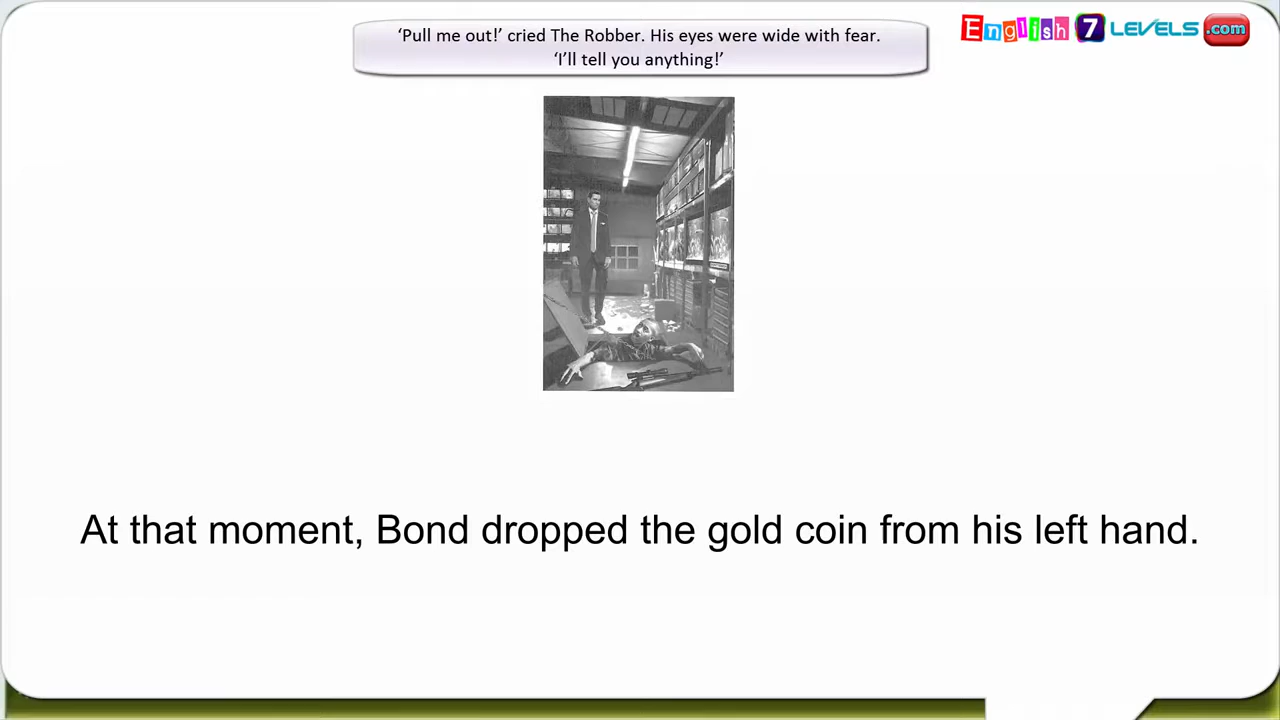 ‘Pull me out!’ cried The Robber. His eyes were wide with fear.
‘I’ll tell you anything!’
English 7 LEVELS .com
At that moment, Bond dropped the gold coin from his left hand.